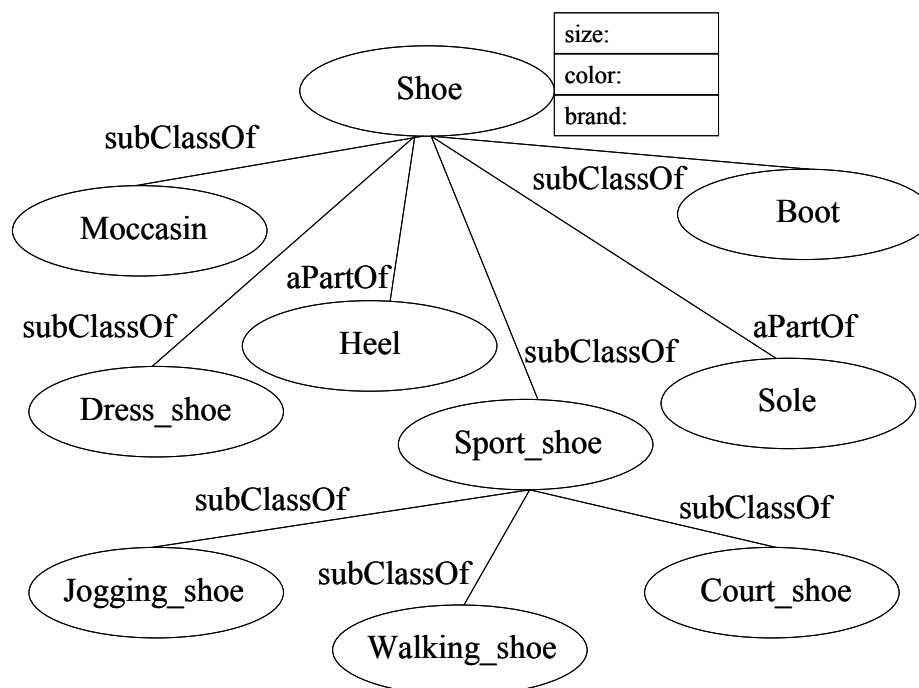 size:
Shoe
color:
brand:
subClassOf
subClassOf
Moccasin
Boot
aPartOf
subClassOf
aPartOf
Heel
subClassOf
Dress_shoe
Sole
Sport_shoe
subClassOf
subClassOf
subClassOf
Jogging_shoe
Court_shoe
Walking_shoe